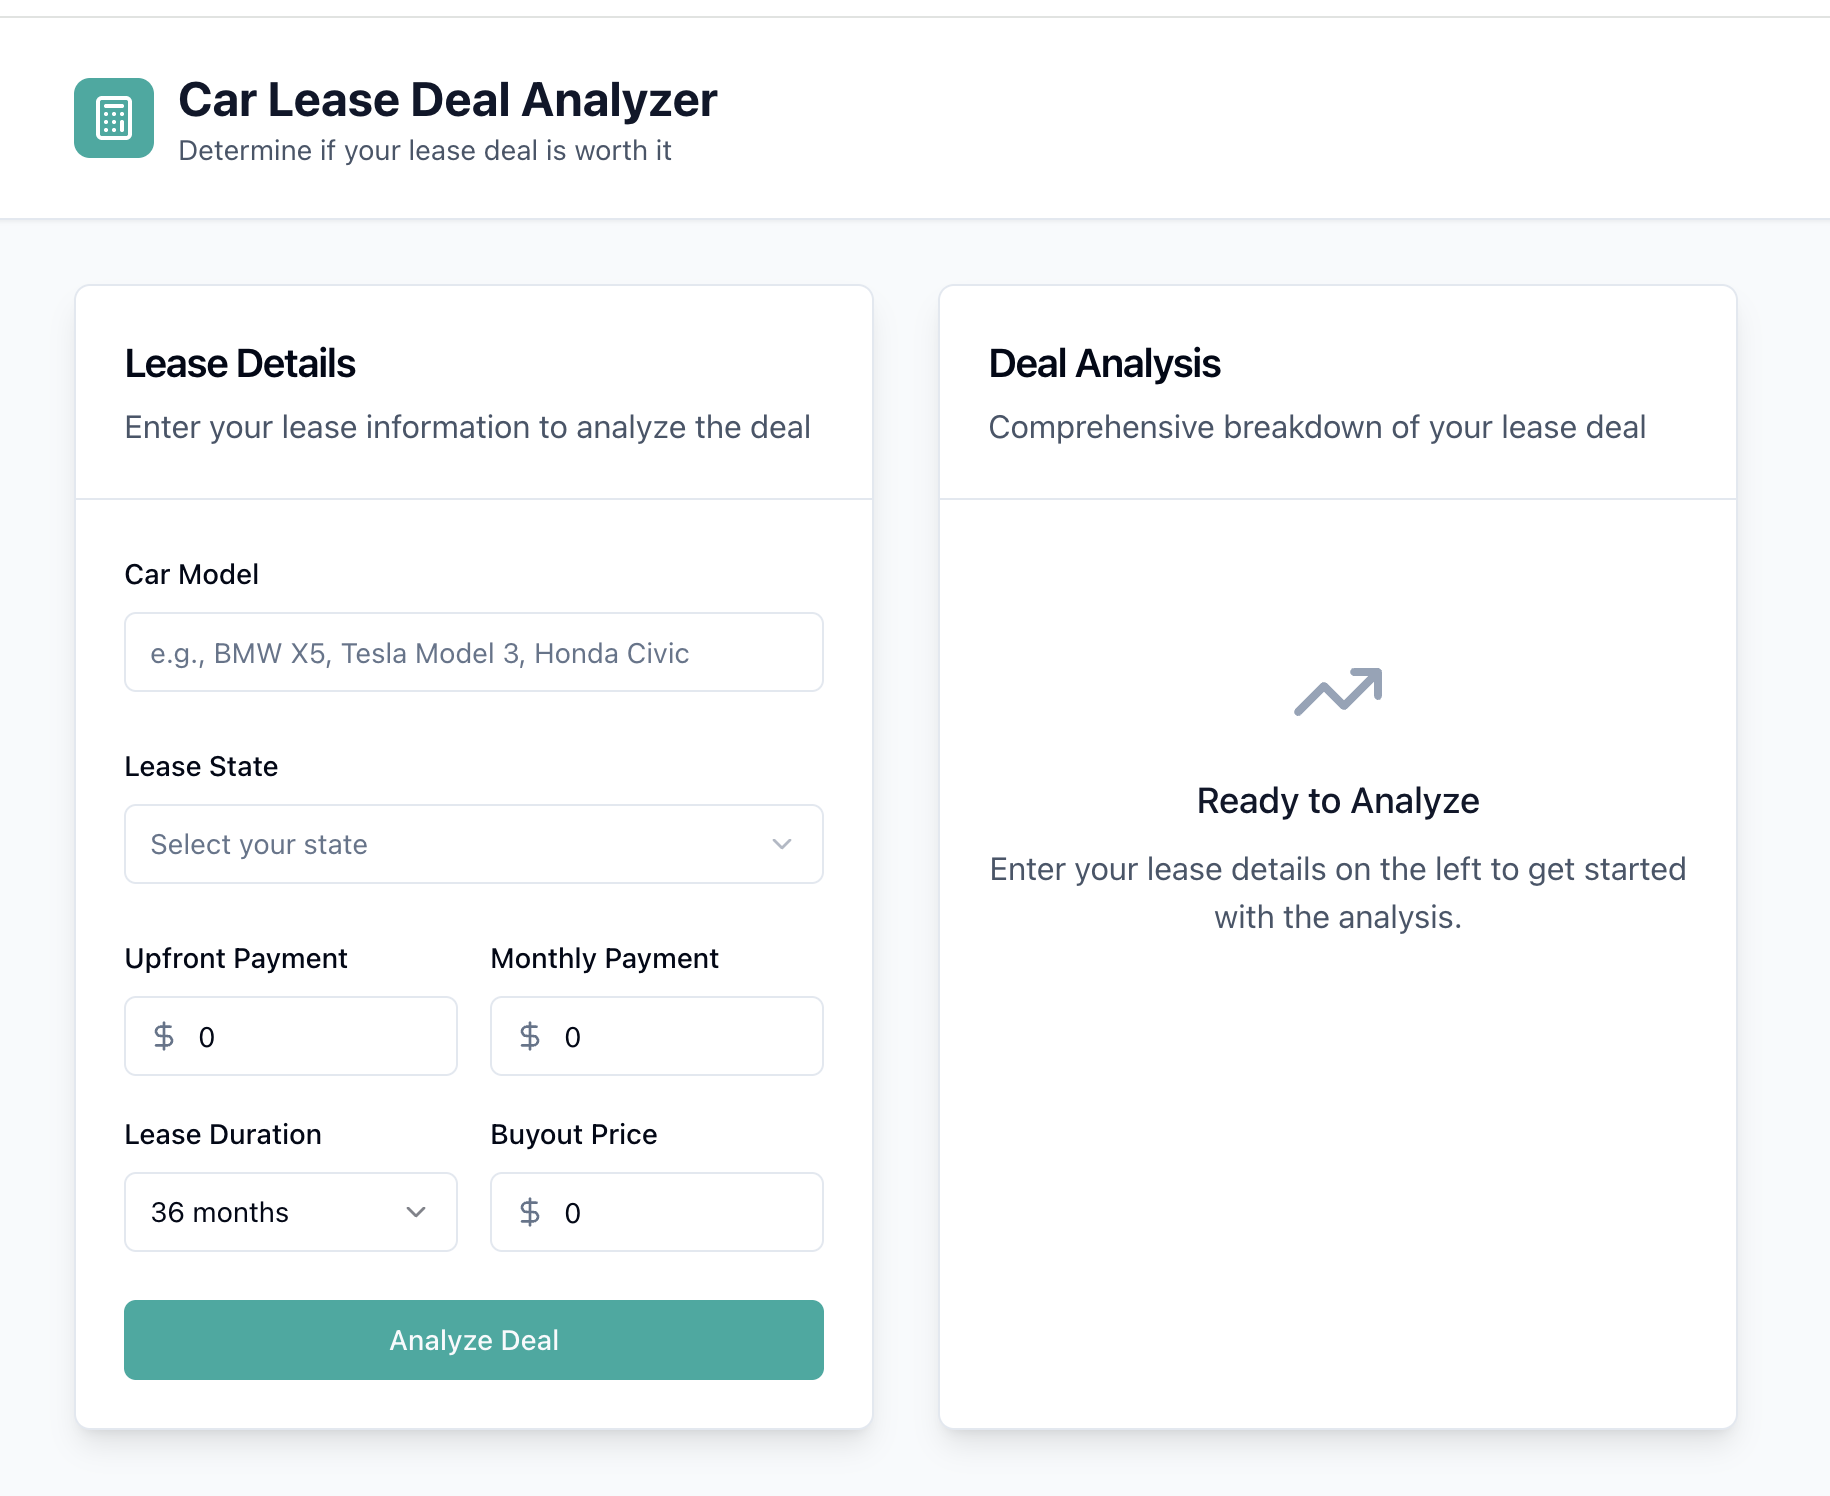 Car Lease Deal Analyzer
Determine if your lease deal is worth it
Lease Details
Enter your lease information to analyze the deal
Car Model
e.g., BMW X5, Tesla Model 3, Honda Civic
Lease State
Select your state
Upfront Payment
$ 0
Monthly Payment
$ 0
Lease Duration
36 months
Buyout Price
$ 0
Analyze Deal
Deal Analysis
Comprehensive breakdown of your lease deal
Ready to Analyze
Enter your lease details on the left to get started
with the analysis.